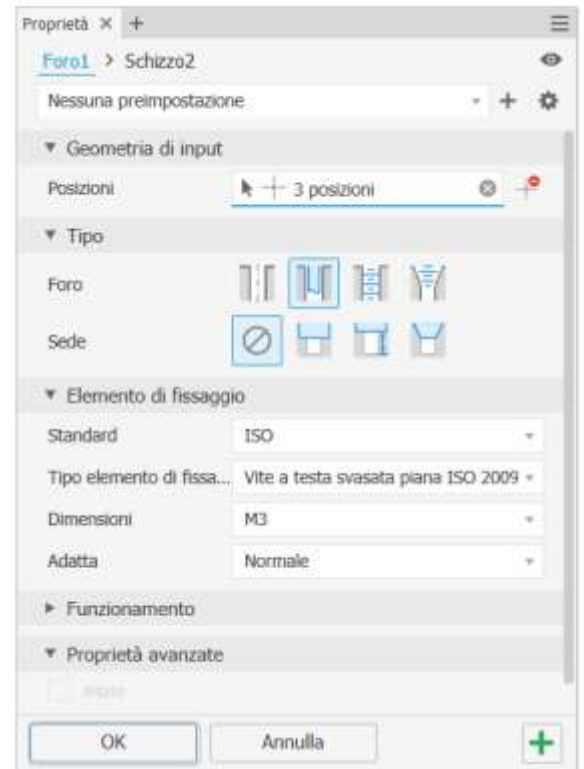 Proprietà
Foro1 > Schizzo2
Nessuna preimpostazione
Geometria di input
Posizioni 3 posizioni
Tipo
Foro
Sede
Elemento di fissaggio
Standard ISO
Tipo elemento di fissa... Vite a testa svasata piana ISO 2009
Dimensioni M3
Adatta Normale
Funzionamento
Proprietà avanzate
OK Annulla